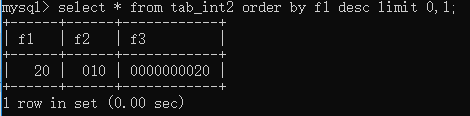 mysql> select * from tab_int2 order by f1 desc limit 0,1;
+------+------+------------+
| f1   | f2   | f3         |
+------+------+------------+
|   20 |  010 | 0000000020 |
+------+------+------------+
1 row in set (0.00 sec)